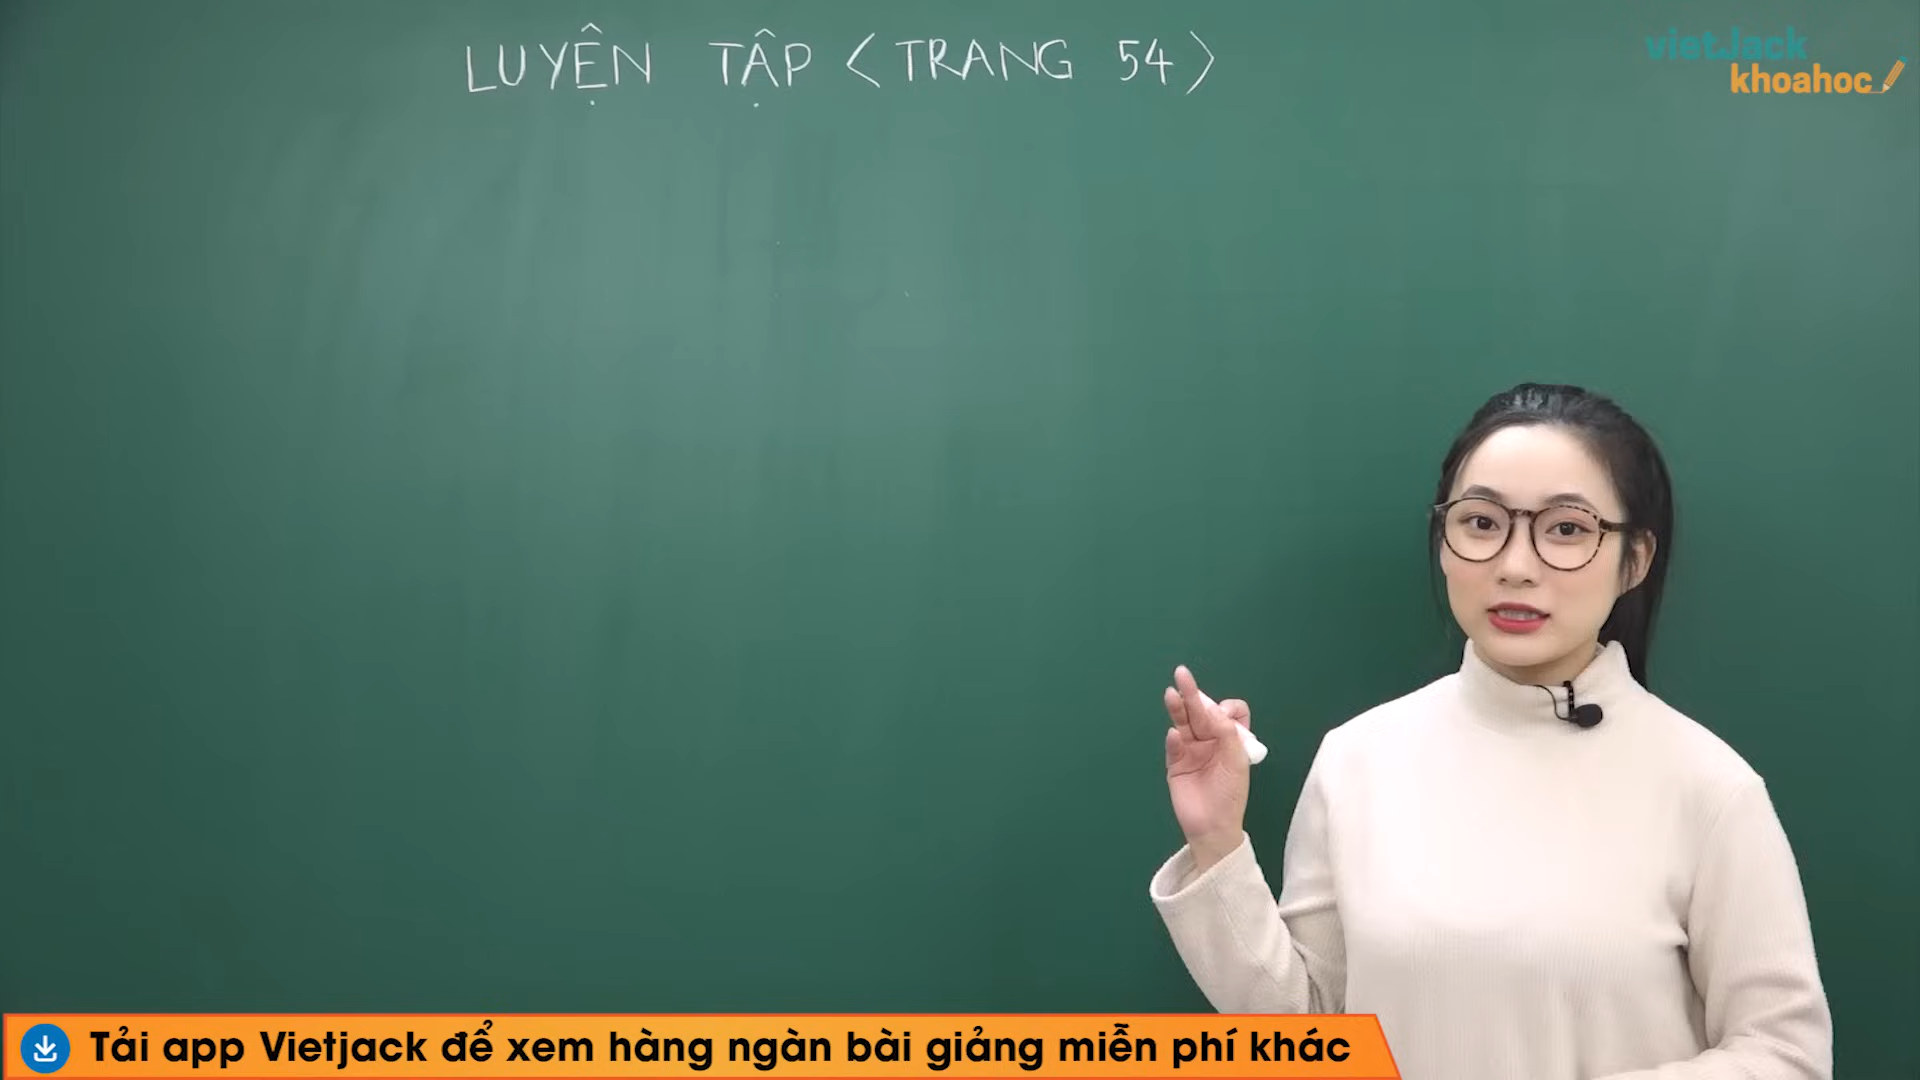 LUYỆN TẬP (TRANG 54)
vietJack
khoahoc
Tải app Vietjack để xem hàng ngàn bài giảng miễn phí khác